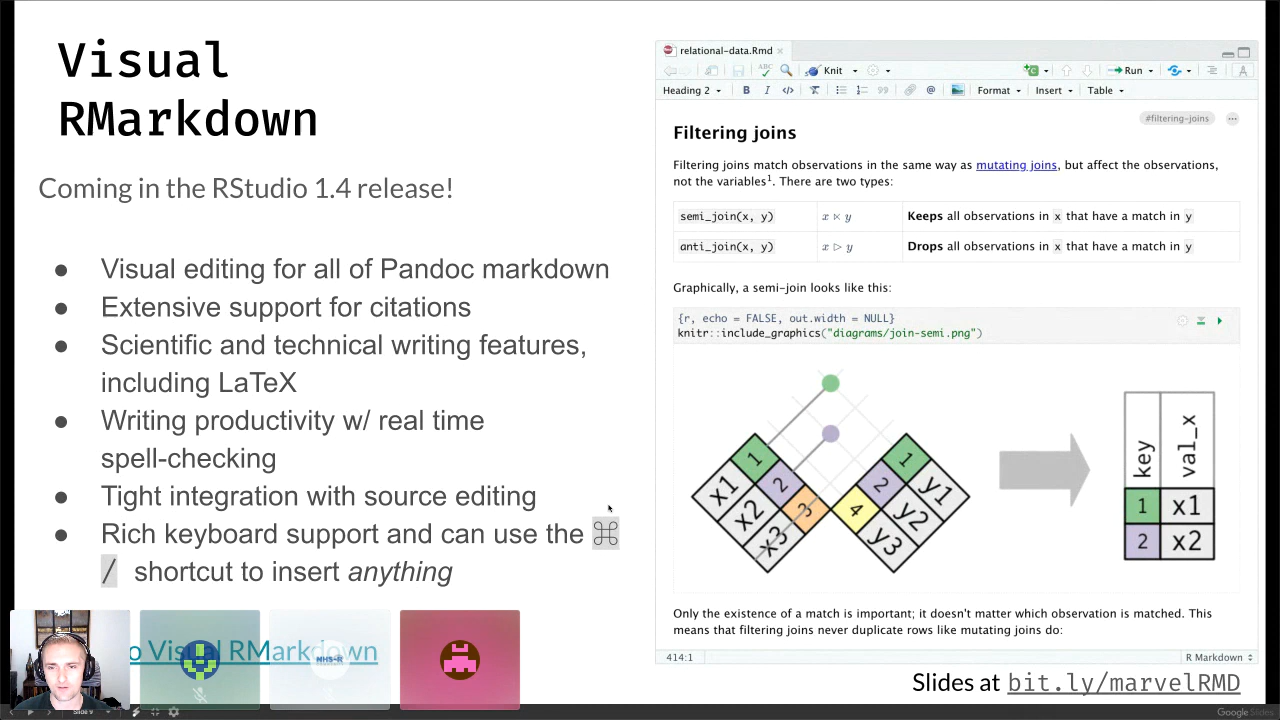 Visual
RMarkdown
Coming in the RStudio 1.4 release!
● Visual editing for all of Pandoc markdown
● Extensive support for citations
● Scientific and technical writing features,
including LaTeX
● Writing productivity w/ real time
spell-checking
● Tight integration with source editing
● Rich keyboard support and can use the ⌘
/ shortcut to insert anything
o Visual RMarkdown
NHS-R
Slide 9
relational-data.Rmd
ABC
Knit
Run
Heading 2
B I </>
Format
Insert
Table
#filtering-joins
Filtering joins
Filtering joins match observations in the same way as mutating joins, but affect the observations,
not the variables¹. There are two types:
semi_join(x, y) x ⋉ y Keeps all observations in x that have a match in y
anti_join(x, y) x ▷ y Drops all observations in x that have a match in y
Graphically, a semi-join looks like this:
{r, echo = FALSE, out.width = NULL}
knitr::include_graphics("diagrams/join-semi.png")
1 x1
2 x2
3 x3
1 y1
2 y2
4 y3
key val_x
1 x1
2 x2
Only the existence of a match is important; it doesn't matter which observation is matched. This
means that filtering joins never duplicate rows like mutating joins do:
414:1
R Markdown
Slides at bit.ly/marvelRMD
Google Slides